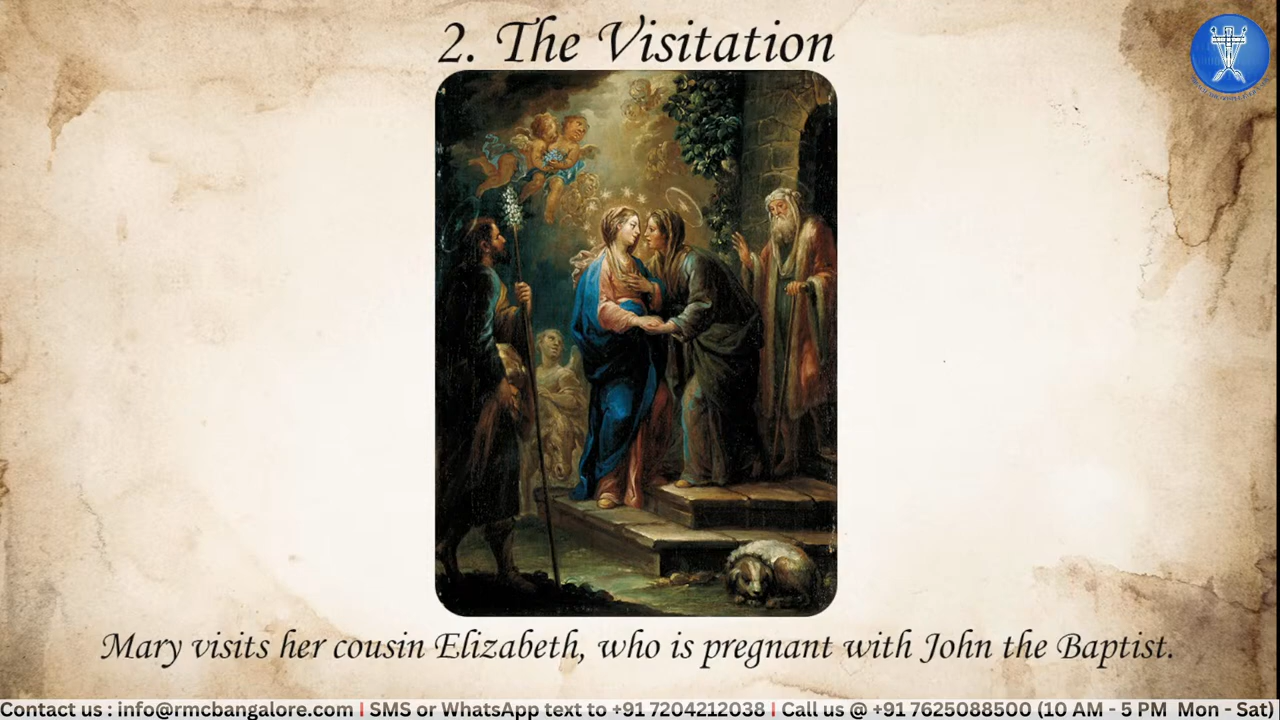 2. The Visitation
Mary visits her cousin Elizabeth, who is pregnant with John the Baptist.
Contact us : info@rmcbangalore.com I SMS or WhatsApp text to +91 7204212038 I Call us @ +91 7625088500 (10 AM - 5 PM Mon - Sat)